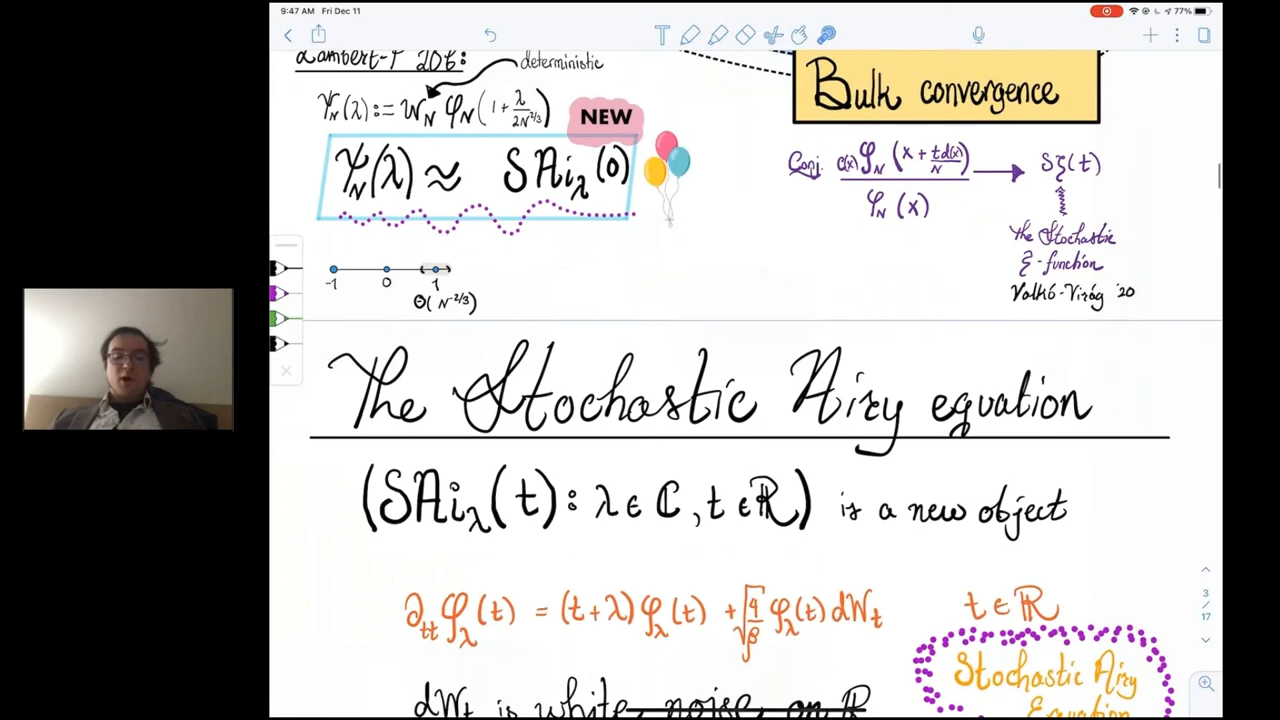 9:47 AM Fri Dec 11
77%
Lambert-P 20b:
deterministic
Ψ_N(λ) := w_N φ_N(1 + λ/2N^{2/3})
NEW
Ψ_N(λ) ≈ SAi_λ(0)
-1 0 1
Θ(N^{-2/3})
Bulk convergence
Conj. c(x) φ_N(x + td(x)/N) / φ_N(x) → Sξ(t)
The Stochastic
ξ-function
Valkó-Virág '20
The Stochastic Airy equation
(SAi_λ(t): λ ∈ ℂ, t ∈ ℝ) is a new object
∂_tt φ_λ(t) = (t+λ) φ_λ(t) + √(4/β) φ_λ(t) dW_t t ∈ ℝ
Stochastic Airy
Equation
dW_t is white noise on ℝ
3
/
17